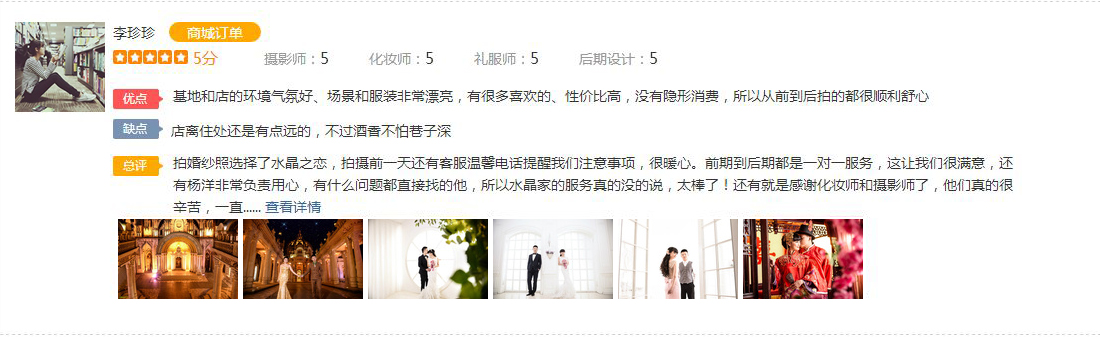 李珍珍 商城订单
5分 摄影师：5 化妆师：5 礼服师：5 后期设计：5
优点 基地和店的环境气氛好、场景和服装非常漂亮，有很多喜欢的、性价比高，没有隐形消费，所以从前到后拍的都很顺利舒心
缺点 店离住处还是有点远的，不过酒香不怕巷子深
总评 拍婚纱照选择了水晶之恋，拍摄前一天还有客服温馨电话提醒我们注意事项，很暖心。前期到后期都是一对一服务，这让我们很满意，还
有杨洋非常负责用心，有什么问题都直接找的他，所以水晶家的服务真的没的说，太棒了！还有就是感谢化妆师和摄影师了，他们真的很
辛苦，一直...... 查看详情